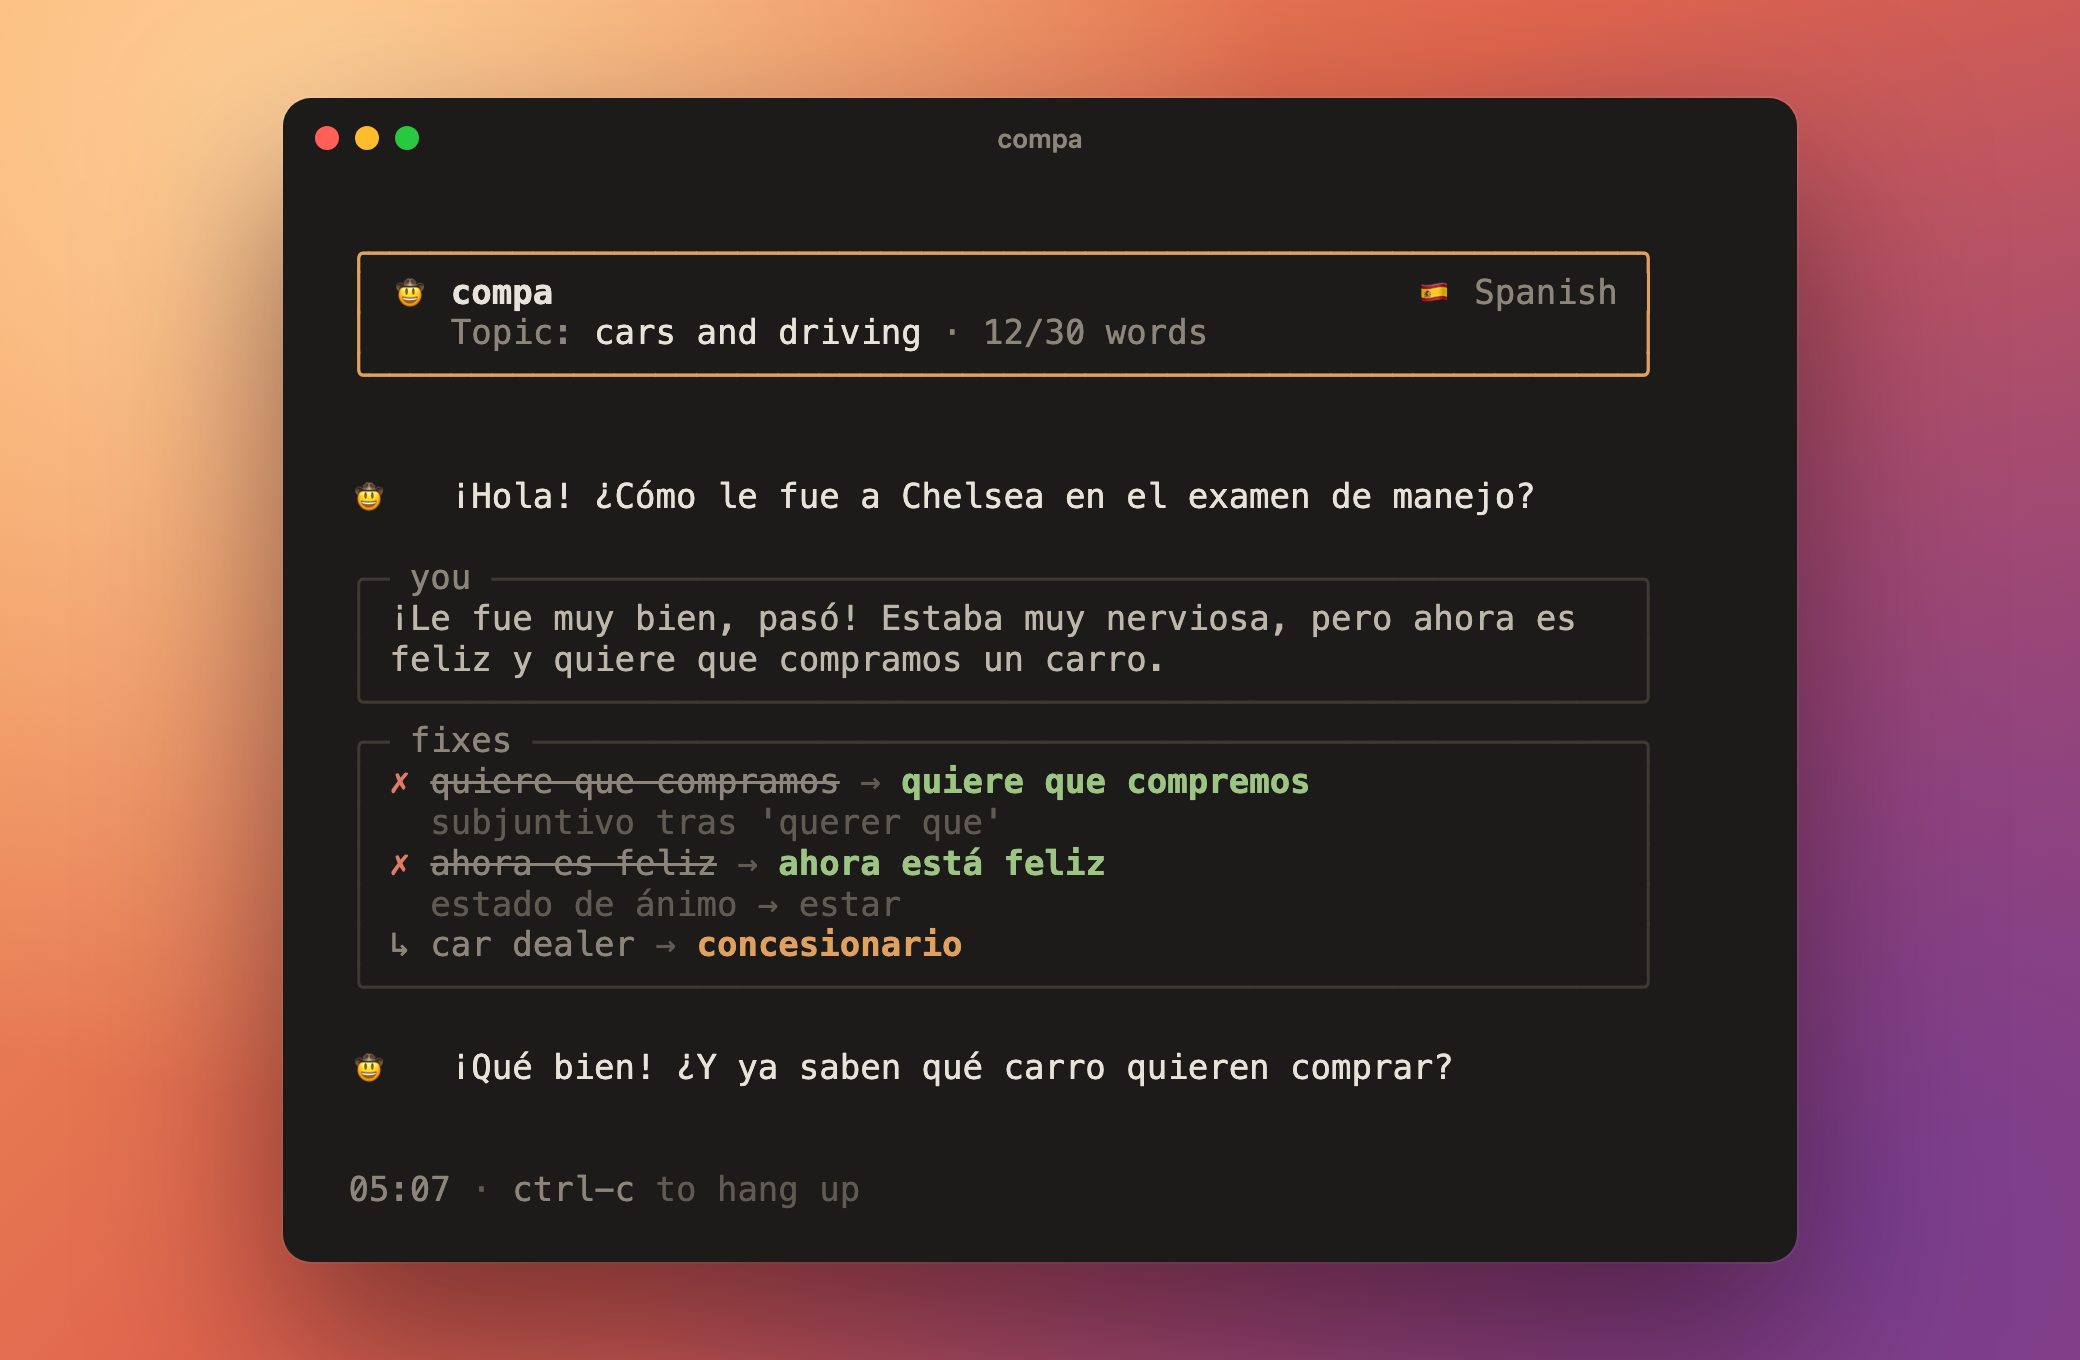 compa
🤠 compa 🇪🇸 Spanish
Topic: cars and driving · 12/30 words
🤠 ¡Hola! ¿Cómo le fue a Chelsea en el examen de manejo?
you
¡Le fue muy bien, pasó! Estaba muy nerviosa, pero ahora es
feliz y quiere que compramos un carro.
fixes
✗ quiere que compramos → quiere que compremos
subjuntivo tras 'querer que'
✗ ahora es feliz → ahora está feliz
estado de ánimo → estar
↳ car dealer → concesionario
🤠 ¡Qué bien! ¿Y ya saben qué carro quieren comprar?
05:07 · ctrl-c to hang up